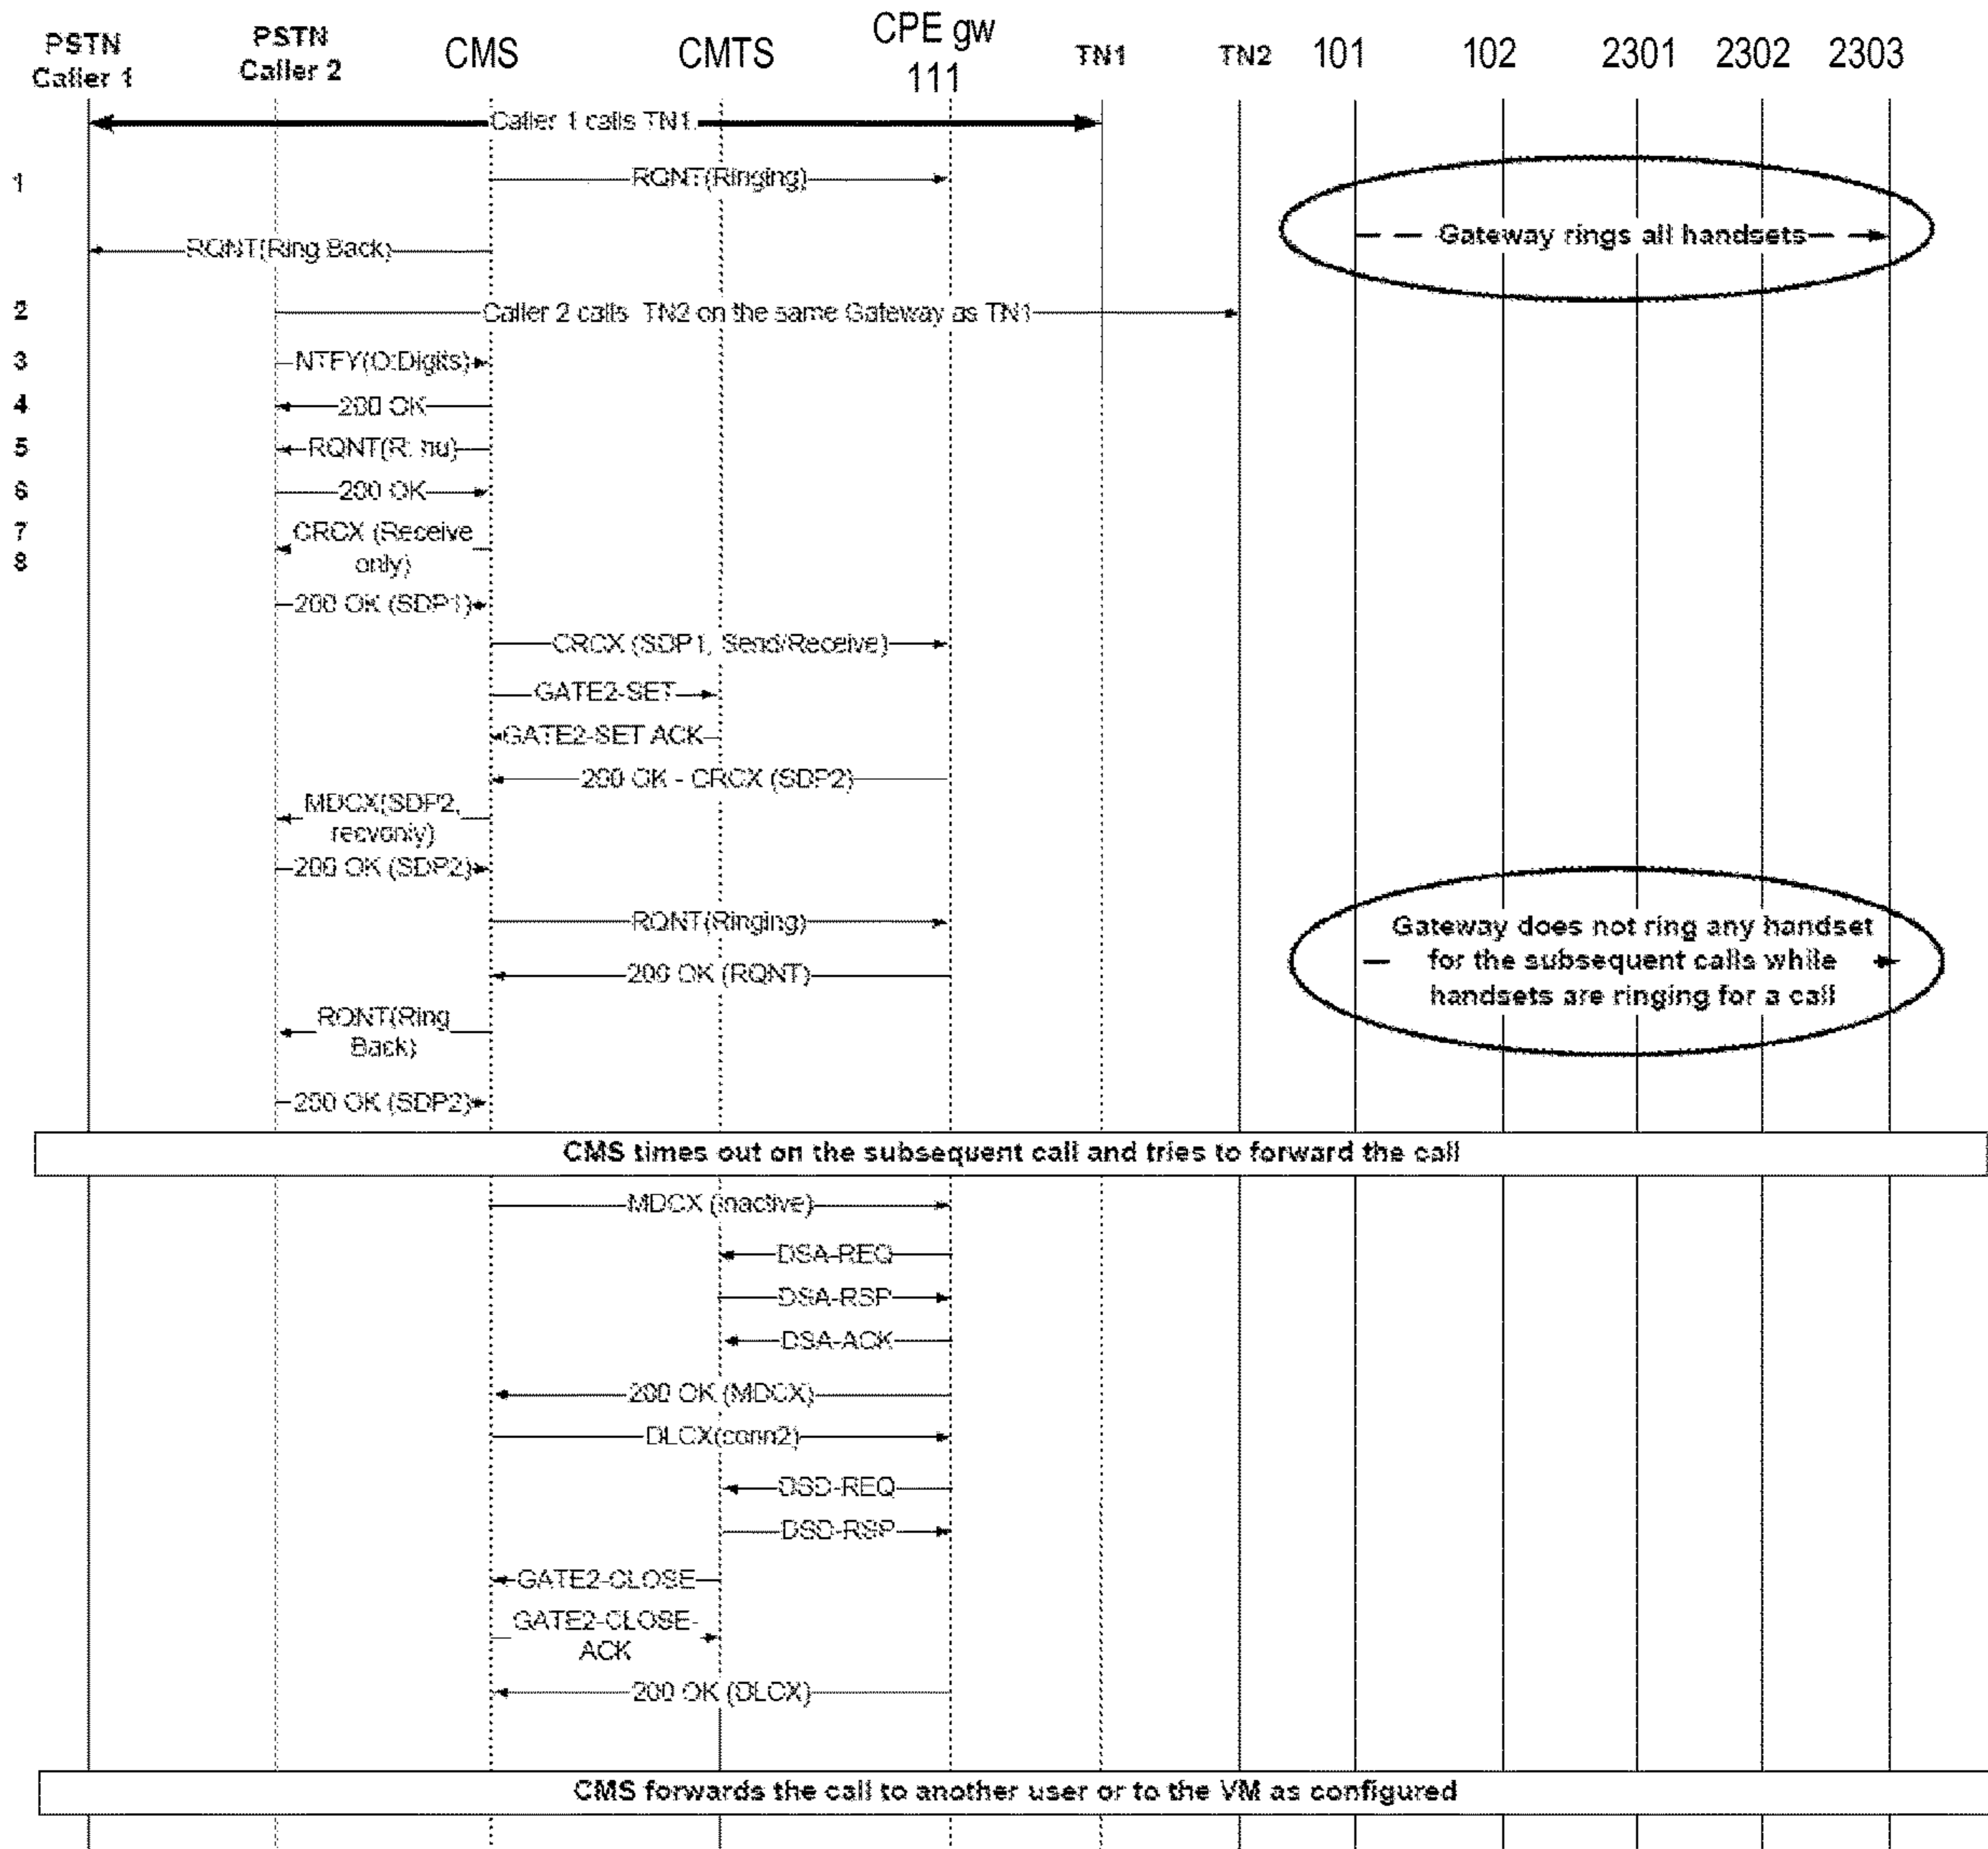 PSTN
Caller 1
PSTN
Caller 2
CMS
CMTS
CPE gw
111
TN1
TN2
101
102
2301
2302
2303
Caller 1 calls TN1
1
RQNT(Ringing)
Gateway rings all handsets
RQNT(Ring Back)
2
Caller 2 calls TN2 on the same Gateway as TN1
3
NTFY(O:Digits)
4
200 OK
5
RQNT(R: hu)
6
200 OK
7
8
CRCX (Receive
only)
200 OK (SDP1)
CRCX (SDP1, Send/Receive)
GATE2-SET
GATE2-SET ACK
200 OK - CRCX (SDP2)
MDCX(SDP2,
recvonly)
200 OK (SDP2)
RQNT(Ringing)
Gateway does not ring any handset
for the subsequent calls while
handsets are ringing for a call
200 OK (RQNT)
RQNT(Ring
Back)
200 OK (SDP2)
CMS times out on the subsequent call and tries to forward the call
MDCX (inactive)
DSA-REQ
DSA-RSP
DSA-ACK
200 OK (MDCX)
DLCX(conn2)
DSD-REQ
DSD-RSP
GATE2-CLOSE
GATE2-CLOSE-
ACK
200 OK (DLCX)
CMS forwards the call to another user or to the VM as configured